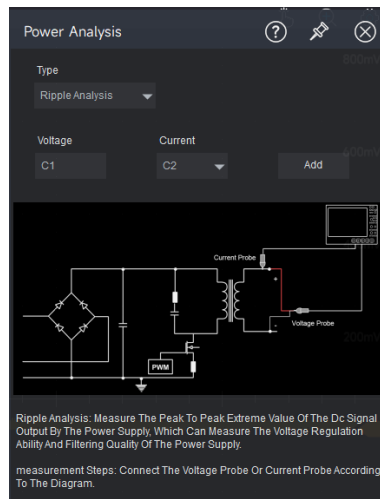 Power Analysis
?
800mV
Type
Ripple Analysis
Voltage
Current
600mV
C1
C2
Add
Current Probe
+
-
Voltage Probe
200mV
PWM
Ripple Analysis: Measure The Peak To Peak Extreme Value Of The Dc Signal
Output By The Power Supply, Which Can Measure The Voltage Regulation
Ability And Filtering Quality Of The Power Supply.
measurement Steps: Connect The Voltage Probe Or Current Probe According
To The Diagram.